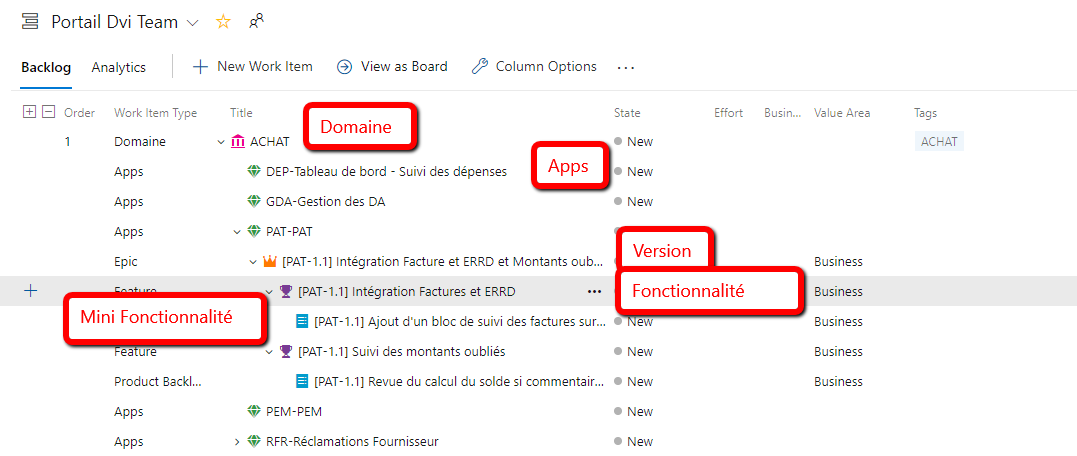 Portail Dvi Team
Backlog Analytics New Work Item View as Board Column Options
Order Work Item Type Title State Effort Busin... Value Area Tags
Domaine
1 Domaine ACHAT New ACHAT
Apps
Apps DEP-Tableau de bord - Suivi des dépenses New
Apps GDA-Gestion des DA New
Apps PAT-PAT
Version
Epic [PAT-1.1] Intégration Facture et ERRD et Montants oub... Business
Feature [PAT-1.1] Intégration Factures et ERRD Business
Fonctionnalité
Mini Fonctionnalité
[PAT-1.1] Ajout d'un bloc de suivi des factures sur... New Business
Feature [PAT-1.1] Suivi des montants oubliés New Business
Product Backl... [PAT-1.1] Revue du calcul du solde si commentair... New Business
Apps PEM-PEM New
Apps RFR-Réclamations Fournisseur New